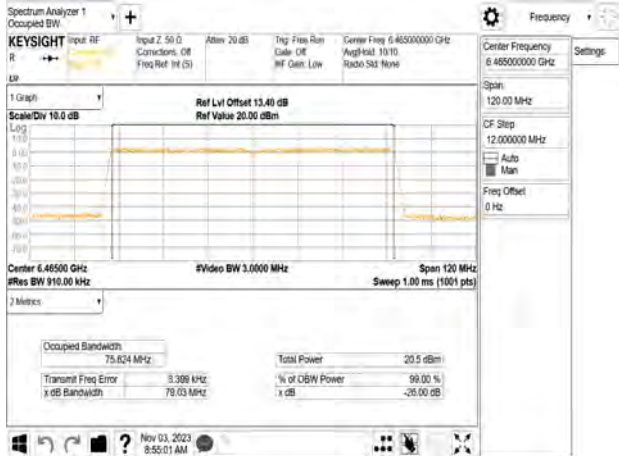 Spectrum Analyzer 1
Occupied BW
+
Frequency
KEYSIGHT Input: RF
R
Input Z: 50 Ω
Corrections: Off
Freq Ref: Int (S)
Atten: 20 dB
Trig: Free Run
Gate: Off
#IF Gain: Low
Center Freq: 6.465000000 GHz
Avg|Hold: 10/10
Radio Std: None
Center Frequency
6.465000000 GHz
Settings
Span
120.00 MHz
CF Step
12.000000 MHz
Auto
Man
Freq Offset
0 Hz
1 Graph
Scale/Div 10.0 dB
Ref Lvl Offset 13.40 dB
Ref Value 20.00 dBm
Log
Center 6.46500 GHz
#Video BW 3.0000 MHz
Span 120 MHz
#Res BW 910.00 kHz
Sweep 1.00 ms (1001 pts)
2 Metrics
Occupied Bandwidth
75.624 MHz
Total Power 20.5 dBm
Transmit Freq Error
% of OBW Power 99.00 %
x dB Bandwidth 79.03 MHz
x dB -26.00 dB
?
Nov 03, 2023
8:55:01 AM